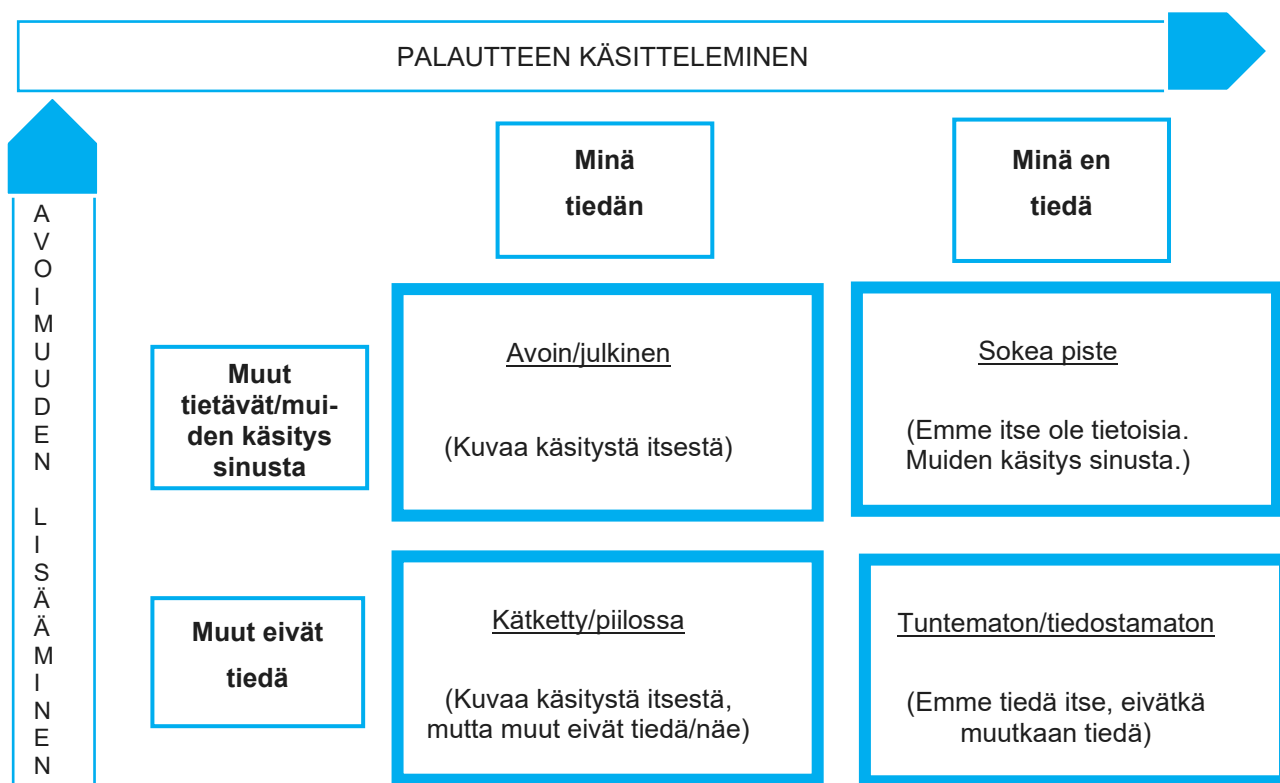 PALAUTTEEN KÄSITTELEMINEN
AVOIMUUDEN LISÄÄMINEN
Minä
tiedän
Minä en
tiedä
Muut
tietävät/mui-
den käsitys
sinusta
Avoin/julkinen
(Kuvaa käsitystä itsestä)
Sokea piste
(Emme itse ole tietoisia.
Muiden käsitys sinusta.)
Muut eivät
tiedä
Kätketty/piilossa
(Kuvaa käsitystä itsestä,
mutta muut eivät tiedä/näe)
Tuntematon/tiedostamaton
(Emme tiedä itse, eivätkä
muutkaan tiedä)